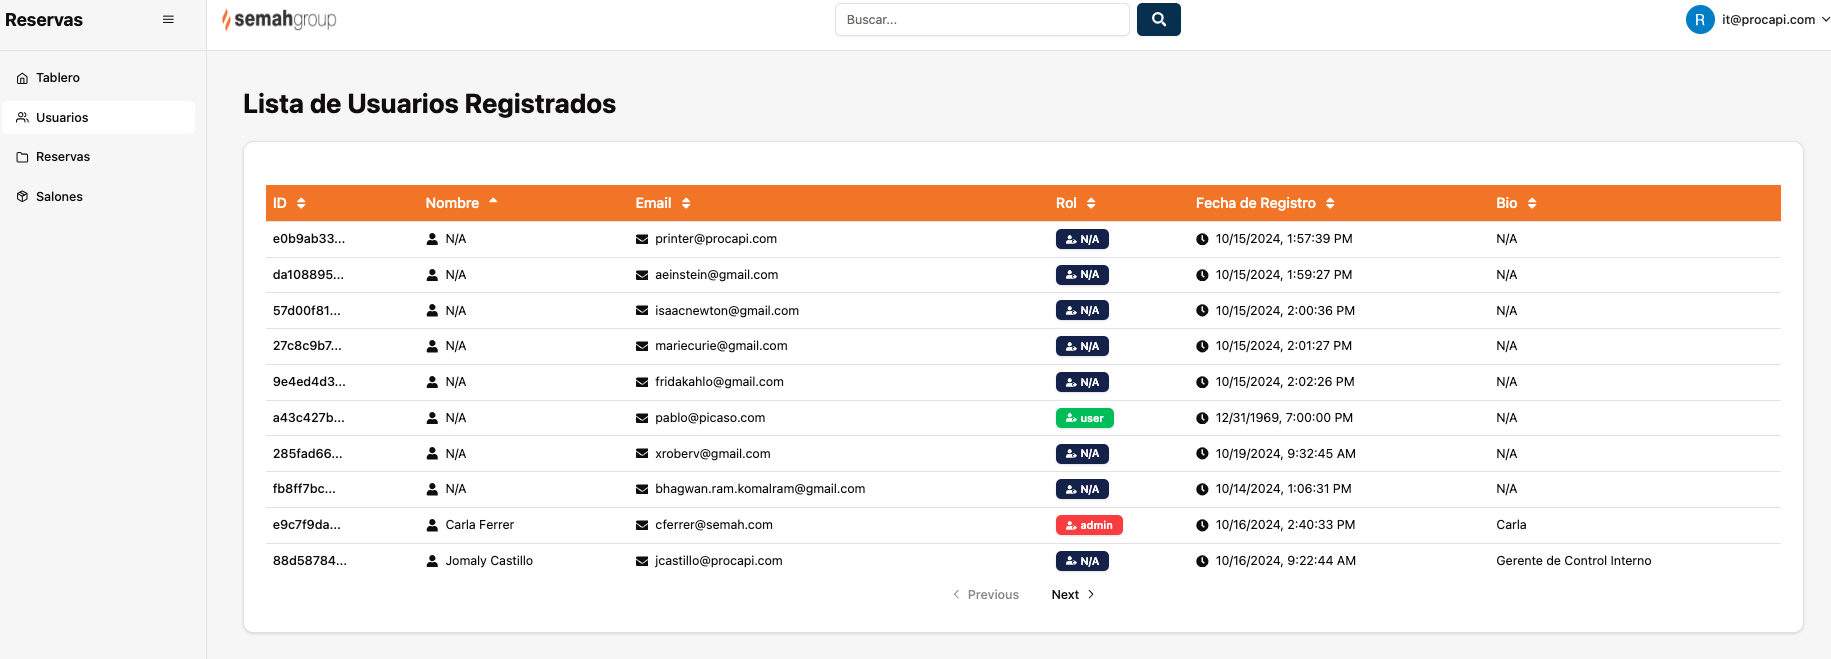 Reservas
semahgroup
Buscar...
R it@procapi.com
Tablero
Usuarios
Reservas
Salones
Lista de Usuarios Registrados
ID Nombre Email Rol Fecha de Registro Bio
e0b9ab33... N/A printer@procapi.com N/A 10/15/2024, 1:57:39 PM N/A
da108895... N/A aeinstein@gmail.com N/A 10/15/2024, 1:59:27 PM N/A
57d00f81... N/A isaacnewton@gmail.com N/A 10/15/2024, 2:00:36 PM N/A
27c8c9b7... N/A mariecurie@gmail.com N/A 10/15/2024, 2:01:27 PM N/A
9e4ed4d3... N/A fridakahlo@gmail.com N/A 10/15/2024, 2:02:26 PM N/A
a43c427b... N/A pablo@picaso.com user 12/31/1969, 7:00:00 PM N/A
285fad66... N/A xroberv@gmail.com N/A 10/19/2024, 9:32:45 AM N/A
fb8ff7bc... N/A bhagwan.ram.komalram@gmail.com N/A 10/14/2024, 1:06:31 PM N/A
e9c7f9da... Carla Ferrer cferrer@semah.com admin 10/16/2024, 2:40:33 PM Carla
88d58784... Jomaly Castillo jcastillo@procapi.com N/A 10/16/2024, 9:22:44 AM Gerente de Control Interno
Previous Next